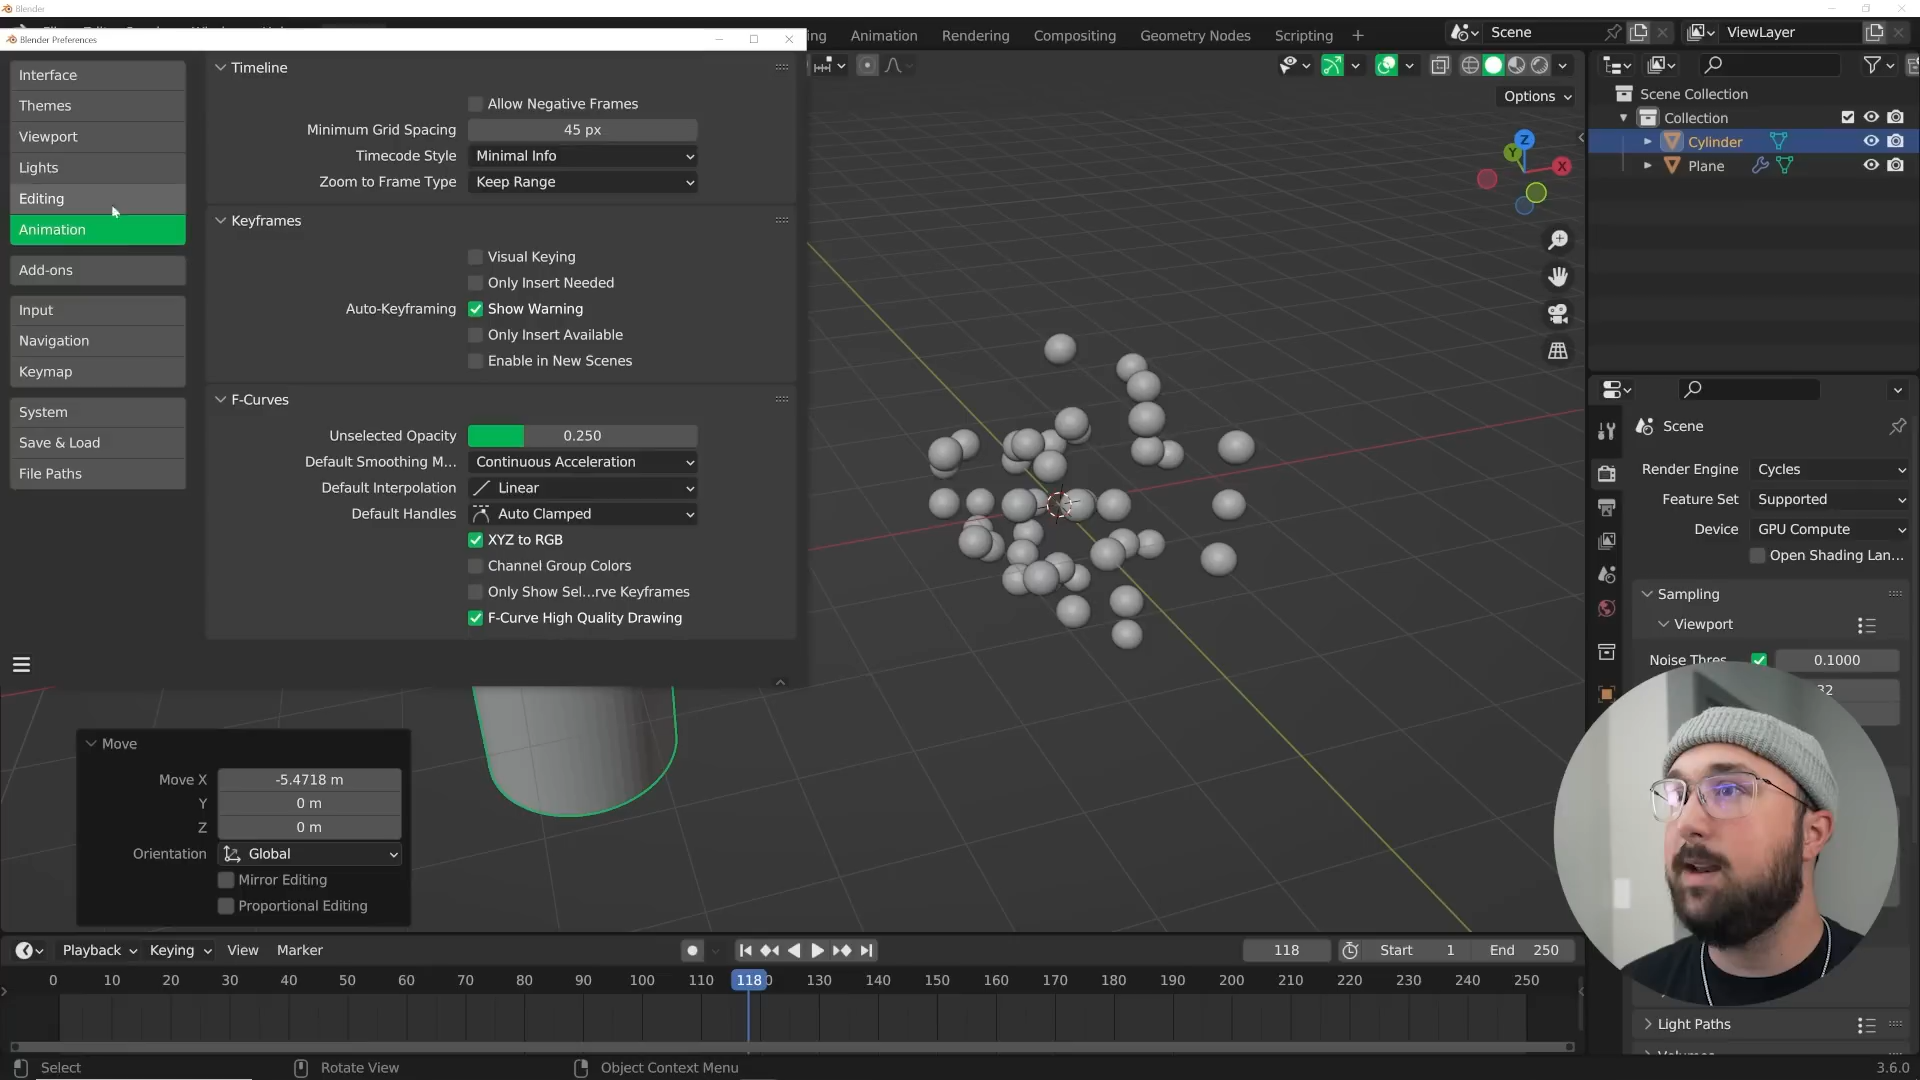 Blender
Blender Preferences
ing
Animation
Rendering
Compositing
Geometry Nodes
Scripting
Scene
ViewLayer
Interface
Themes
Viewport
Lights
Editing
Animation
Add-ons
Input
Navigation
Keymap
System
Save & Load
File Paths
Timeline
Allow Negative Frames
Minimum Grid Spacing 45 px
Timecode Style Minimal Info
Zoom to Frame Type Keep Range
Keyframes
Visual Keying
Only Insert Needed
Auto-Keyframing Show Warning
Only Insert Available
Enable in New Scenes
F-Curves
Unselected Opacity 0.250
Default Smoothing M... Continuous Acceleration
Default Interpolation Linear
Default Handles Auto Clamped
XYZ to RGB
Channel Group Colors
Only Show Sel...rve Keyframes
F-Curve High Quality Drawing
Options
Z
Y
X
Scene Collection
Collection
Cylinder
Plane
Scene
Render Engine Cycles
Feature Set Supported
Device GPU Compute
Open Shading Lan...
Sampling
Viewport
Noise Thres 0.1000
32
Light Paths
Move
Move X -5.4718 m
Y 0 m
Z 0 m
Orientation Global
Mirror Editing
Proportional Editing
Playback Keying View Marker
118 Start 1 End 250
0 10 20 30 40 50 60 70 80 90 100 110 118 0 130 140 150 160 170 180 190 200 210 220 230 240 250
Select Rotate View Object Context Menu 3.6.0